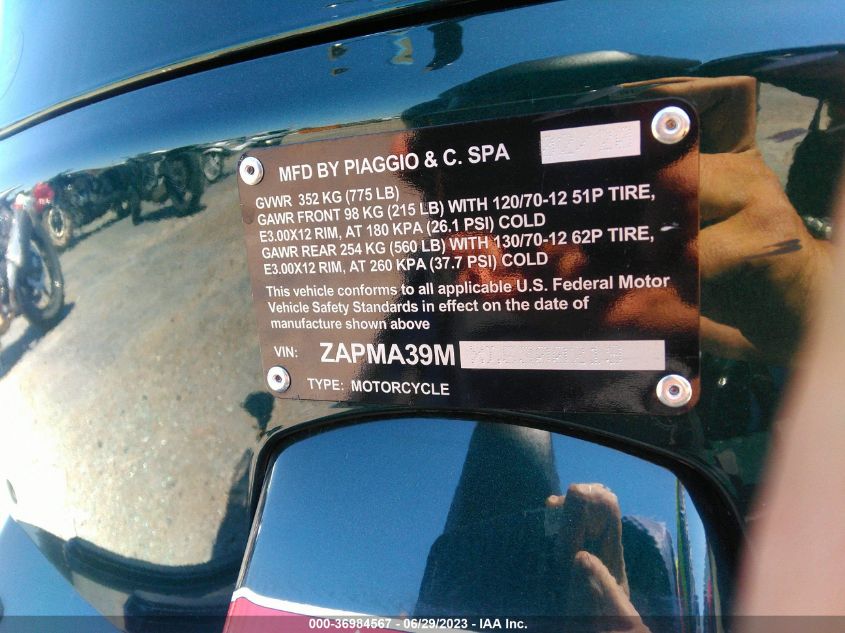 MFD BY PIAGGIO & C. SPA
GVWR 352 KG (775 LB)
GAWR FRONT 98 KG (215 LB) WITH 120/70-12 51P TIRE,
E3.00X12 RIM, AT 180 KPA (26.1 PSI) COLD
GAWR REAR 254 KG (560 LB) WITH 130/70-12 62P TIRE,
E3.00X12 RIM, AT 260 KPA (37.7 PSI) COLD
This vehicle conforms to all applicable U.S. Federal Motor
Vehicle Safety Standards in effect on the date of
manufacture shown above
VIN: ZAPMA39M
TYPE: MOTORCYCLE
000-36984567 - 06/29/2023 - IAA Inc.